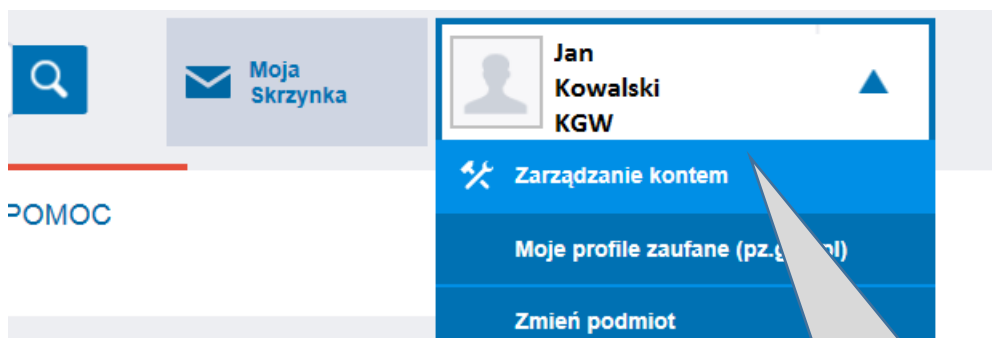 Moja
Skrzynka
Jan
Kowalski
KGW
Zarządzanie kontem
POMOC
Moje profile zaufane
Zmień podmiot